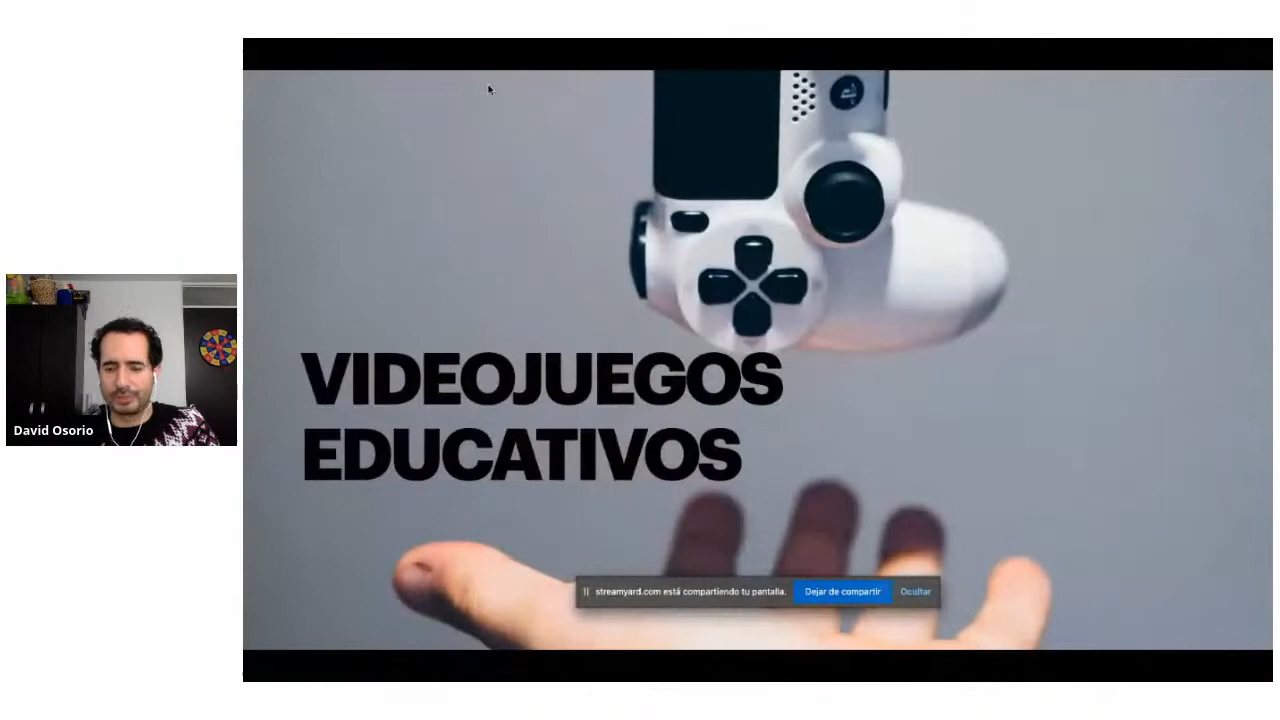 VIDEOJUEGOS
EDUCATIVOS
David Osorio
streamyard.com está compartiendo tu pantalla.
Dejar de compartir
Ocultar